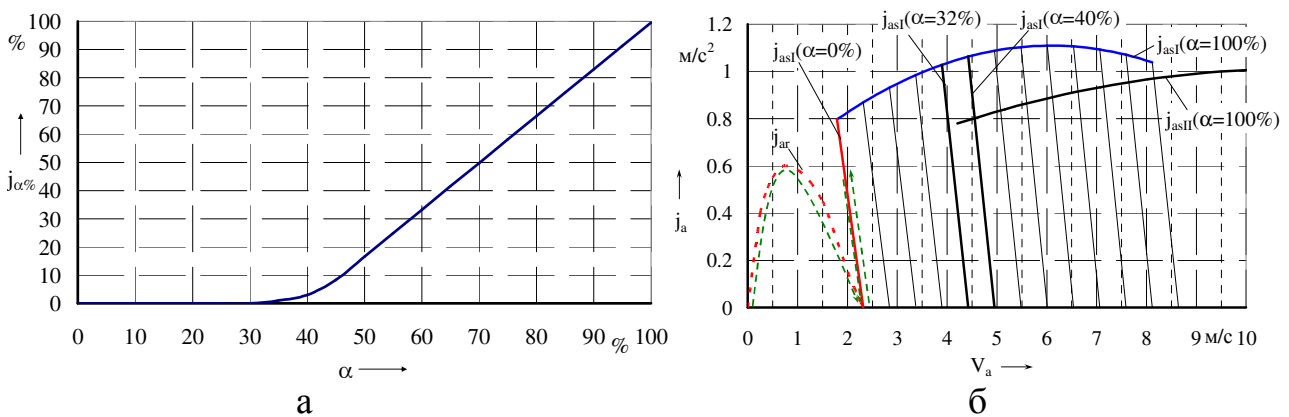 100
%
90
80
70
60
50
jα%
40
30
20
10
0
0 10 20 30 40 50 60 70 80 90 % 100
α
а
1.2
м/с²
1
0.8
0.6
0.4
jа
0.2
0
jasI(α=32%)
jasI(α=40%)
jasI(α=0%)
jasI(α=100%)
jasII(α=100%)
jar
0 1 2 3 4 5 6 7 8 9 м/с 10
Vа
б